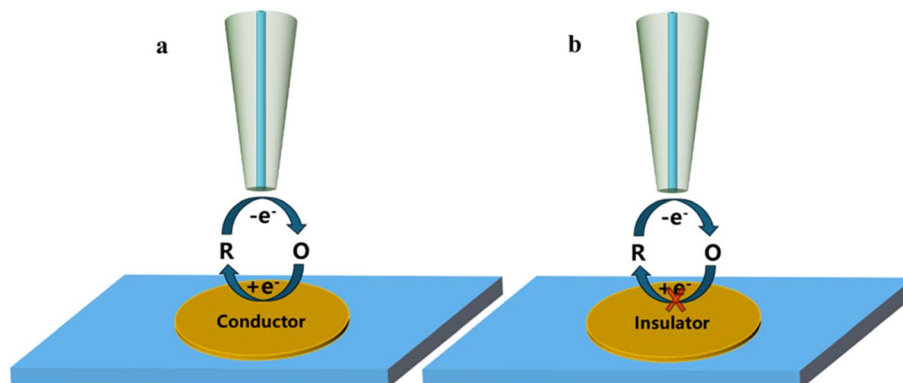 a
-e⁻
R O
+e⁻
Conductor
b
-e⁻
R O
+e⁻
Insulator